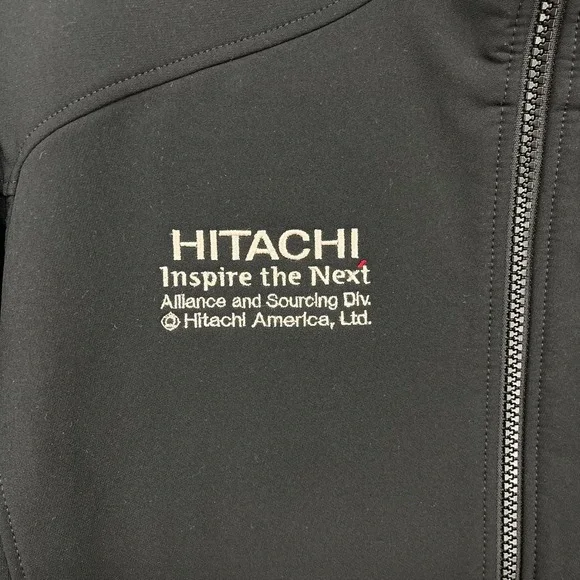 HITACHI
Inspire the Next
Alliance and Sourcing Div.
Hitachi America, Ltd.